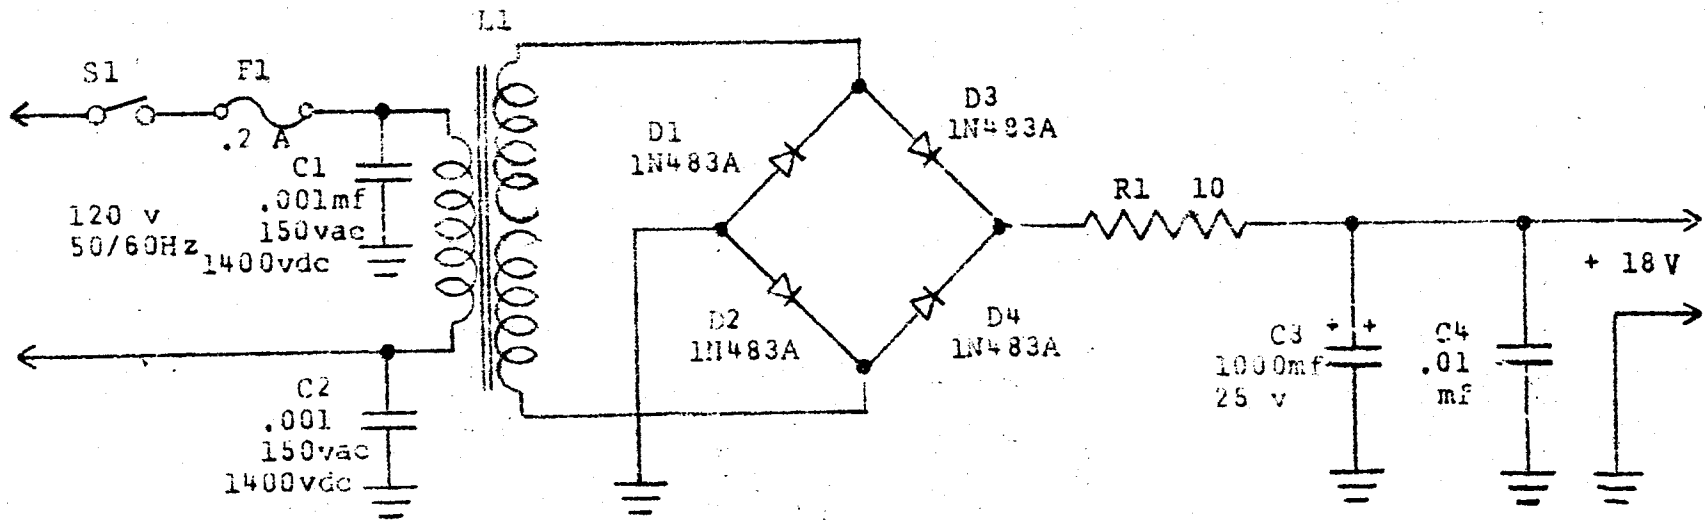 L1
S1
F1
.2 A
C1
.001mf
150vac
1400vdc
120 v
50/60Hz
D1
1N483A
D3
1N483A
R1 10
+ 18V
D2
1N483A
D4
1N483A
C3
+ +
1000mf
25 v
C4
.01
mf
C2
.001
150vac
1400vdc